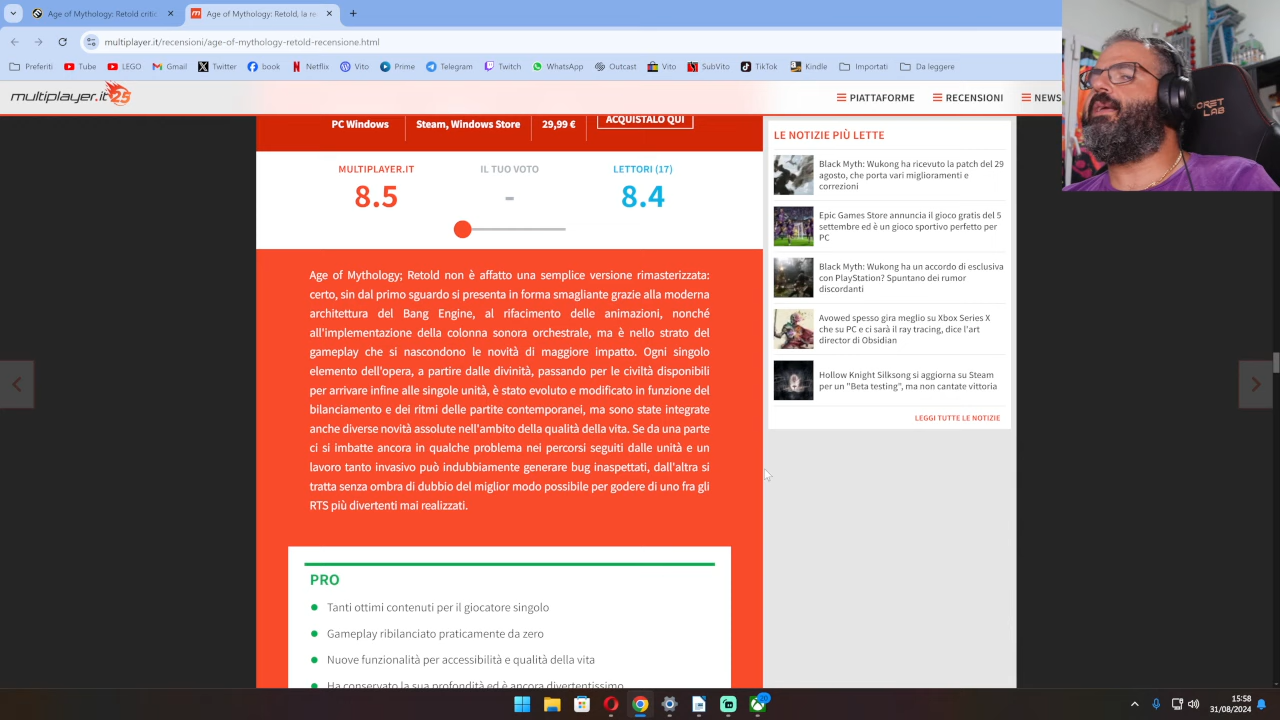 Age of Mythology: Re
multiplayer.it/recensioni/age-of-mythology-retold-recensione.html
Preferiti
YouTube
LEGO
Gmail
Twitter
book
Netflix
Vito
Prime
Telegram
Twitch
Outcast
SubVito
TikTok
Kindle
Importati
Da leggere
multiplayer.it 25
PIATTAFORME
RECENSIONI
NEWS
PC Windows
Steam, Windows Store
29,99 €
ACQUISTALO QUI
MULTIPLAYER.IT
8.5
IL TUO VOTO
-
LETTORI (17)
8.4
Age of Mythology; Retold non è affatto una semplice versione rimasterizzata:
certo, sin dal primo sguardo si presenta in forma smagliante grazie alla moderna
architettura del Bang Engine, al rifacimento delle animazioni, nonché
all'implementazione della colonna sonora orchestrale, ma è nello strato del
gameplay che si nascondono le novità di maggiore impatto. Ogni singolo
elemento dell'opera, a partire dalle divinità, passando per le civiltà disponibili
per arrivare infine alle singole unità, è stato evoluto e modificato in funzione del
bilanciamento e dei ritmi delle partite contemporanei, ma sono state integrate
anche diverse novità assolute nell'ambito della qualità della vita. Se da una parte
ci si imbatte ancora in qualche problema nei percorsi seguiti dalle unità e un
lavoro tanto invasivo può indubbiamente generare bug inaspettati, dall'altra si
tratta senza ombra di dubbio del miglior modo possibile per godere di uno fra gli
RTS più divertenti mai realizzati.
PRO
Tanti ottimi contenuti per il giocatore singolo
Gameplay ribilanciato praticamente da zero
Nuove funzionalità per accessibilità e qualità della vita
Ha conservato la sua profondità ed è ancora divertentissimo
LE NOTIZIE PIÙ LETTE
Black Myth: Wukong ha ricevuto la patch del 29
agosto, che porta vari miglioramenti e
correzioni
Epic Games Store annuncia il gioco gratis del 5
settembre ed è un gioco sportivo perfetto per
PC
Black Myth: Wukong ha un accordo di esclusiva
con PlayStation? Spuntano dei rumor
discordanti
Avowed spesso gira meglio su Xbox Series X
che su PC e ci sarà il ray tracing, dice l'art
director di Obsidian
Hollow Knight Silksong si aggiorna su Steam
per un "Beta testing", ma non cantate vittoria
LEGGI TUTTE LE NOTIZIE
LAB
15:58
31/08/2024